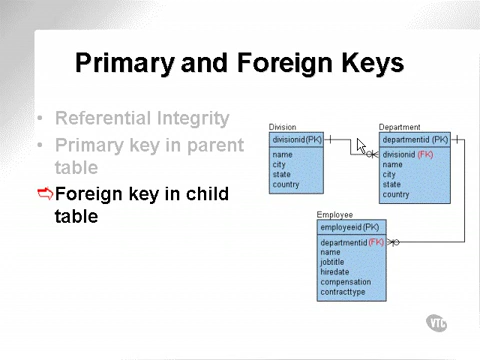 Primary and Foreign Keys
• Referential Integrity
• Primary key in parent
table
Foreign key in child
table
Division
divisionid(PK)
name
city
state
country
Department
departmentid (PK)
divisionid (FK)
name
city
state
country
Employee
employeeid (PK)
departmentid(FK)
name
jobtitle
hiredate
compensation
contracttype
VTC